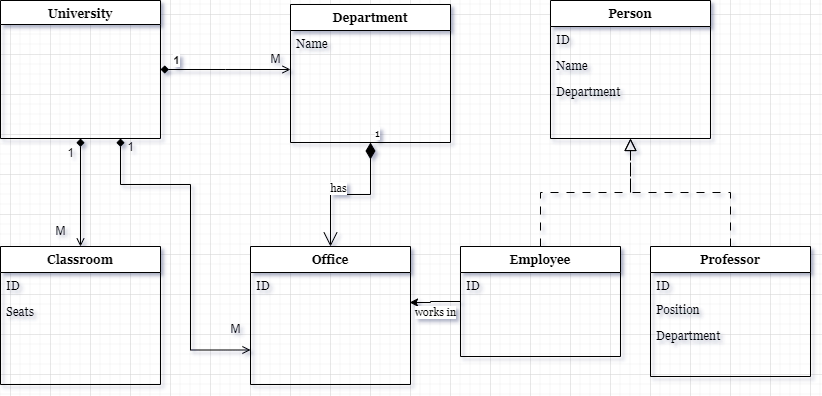 University
Department
Person
Name
ID
Name
Department
1
M
1
1
1
has
M
Classroom
Office
Employee
Professor
ID
Seats
ID
ID
ID
Position
Department
works in
M